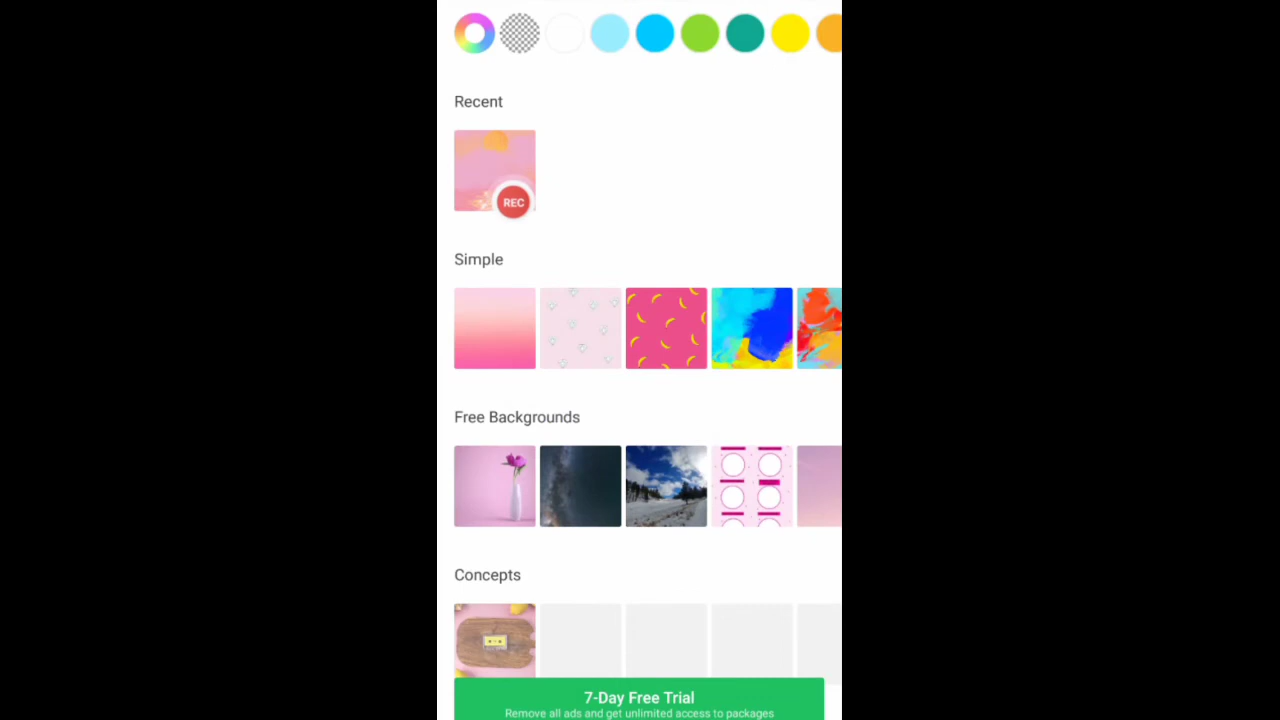 Recent
REC
Simple
Free Backgrounds
Concepts
7-Day Free Trial
Remove all ads and get unlimited access to packages